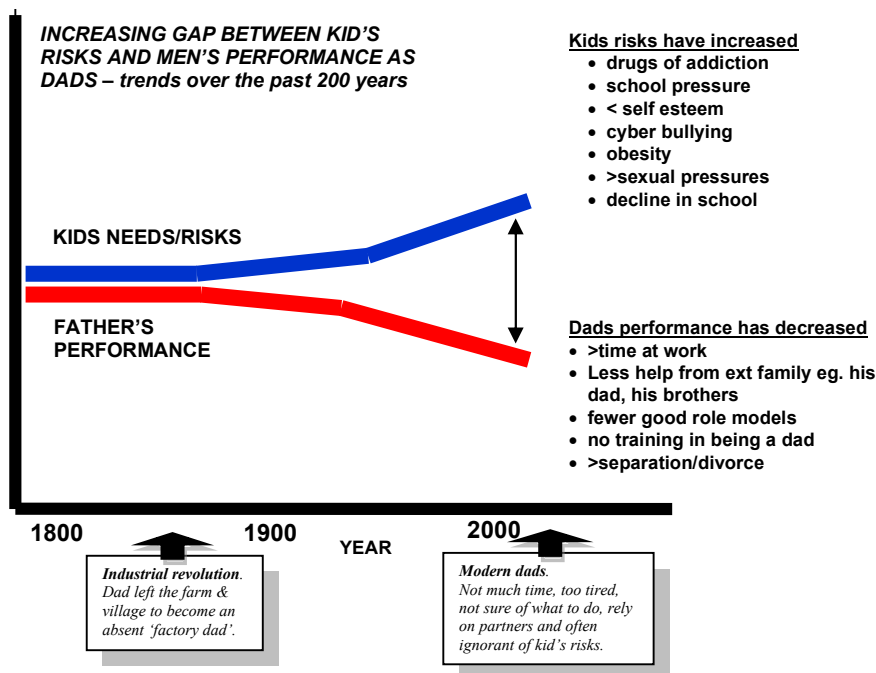 INCREASING GAP BETWEEN KID'S
RISKS AND MEN'S PERFORMANCE AS
DADS – trends over the past 200 years
Kids risks have increased
• drugs of addiction
• school pressure
• < self esteem
• cyber bullying
• obesity
• >sexual pressures
• decline in school
KIDS NEEDS/RISKS
FATHER'S
PERFORMANCE
Dads performance has decreased
• >time at work
• Less help from ext family eg. his
dad, his brothers
• fewer good role models
• no training in being a dad
• >separation/divorce
1800
1900
2000
YEAR
Industrial revolution.
Dad left the farm &
village to become an
absent 'factory dad'.
Modern dads.
Not much time, too tired,
not sure of what to do, rely
on partners and often
ignorant of kid's risks.